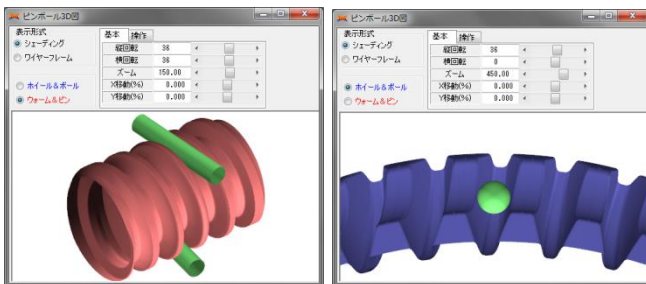 ピンボール3D図
表示形式
シェーディング
ワイヤーフレーム
ホイール&ボール
ウォーム&ピン
基本 操作
縦回転 36
横回転 36
ズーム 150.00
X移動(%) 0.000
Y移動(%) 0.000
ピンボール3D図
表示形式
シェーディング
ワイヤーフレーム
ホイール&ボール
ウォーム&ピン
基本 操作
縦回転 36
横回転 0
ズーム 450.00
X移動(%) 0.000
Y移動(%) 0.000